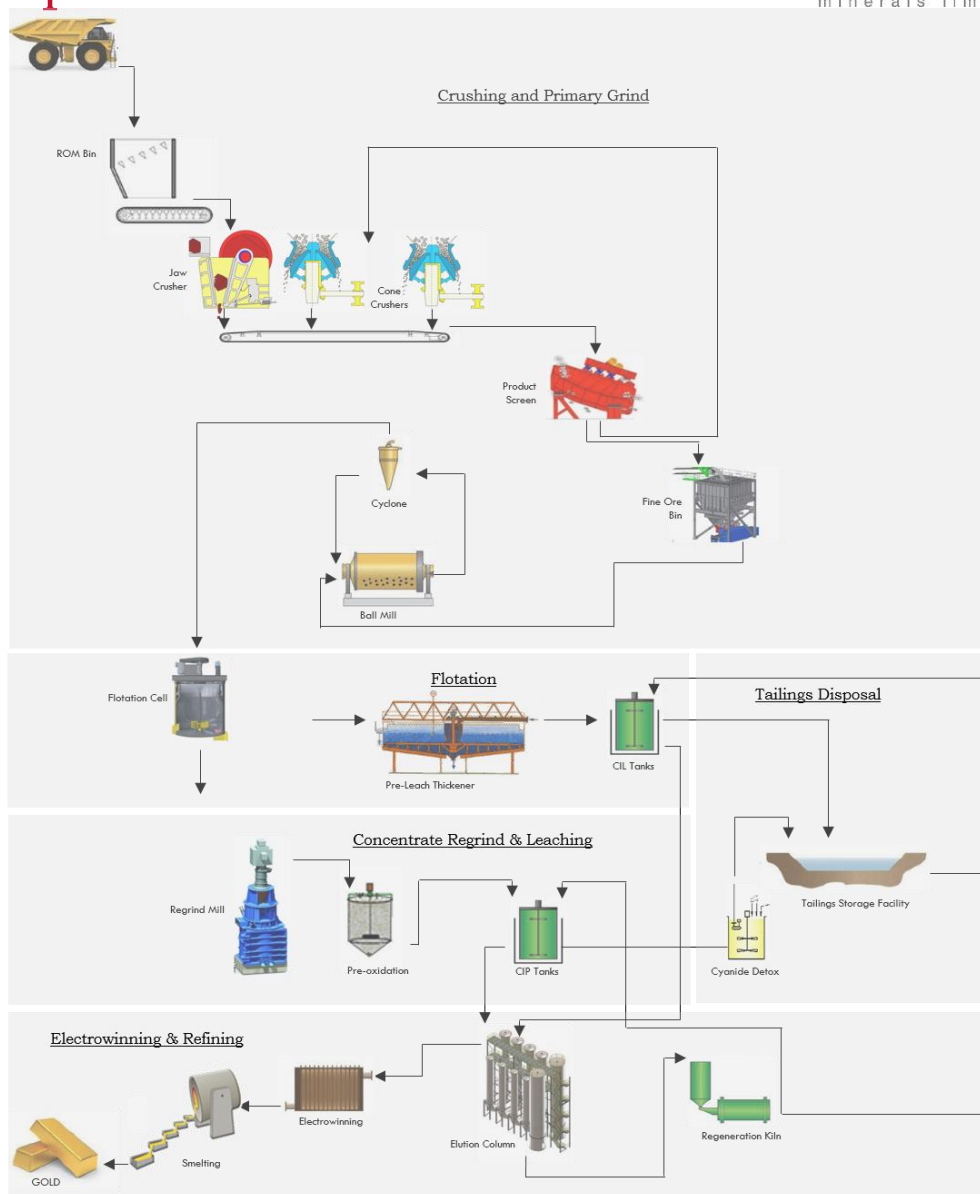 Crushing and Primary Grind
ROM Bin
Jaw
Crusher
Cone
Crushers
Product
Screen
Cyclone
Fine Ore
Bin
Ball Mill
Flotation
Flotation Cell
Tailings Disposal
CIL Tanks
Pre-Leach Thickener
Concentrate Regrind & Leaching
Regrind Mill
Tailings Storage Facility
Pre-oxidation
CIP Tanks
Cyanide Detox
Electrowinning & Refining
Electrowinning
Elution Column
Regeneration Kiln
Smelting
GOLD